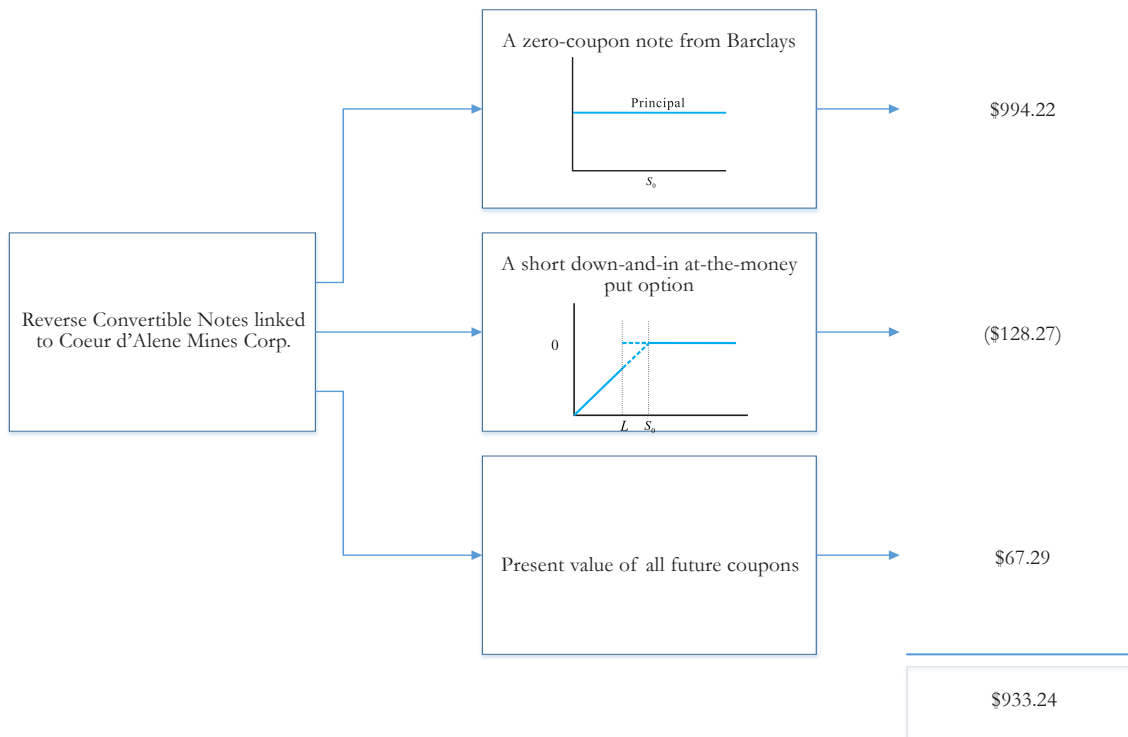 A zero-coupon note from Barclays
Principal
S₀
$994.22
Reverse Convertible Notes linked
to Coeur d’Alene Mines Corp.
A short down-and-in at-the-money
put option
0
L S₀
($128.27)
Present value of all future coupons
$67.29
$933.24